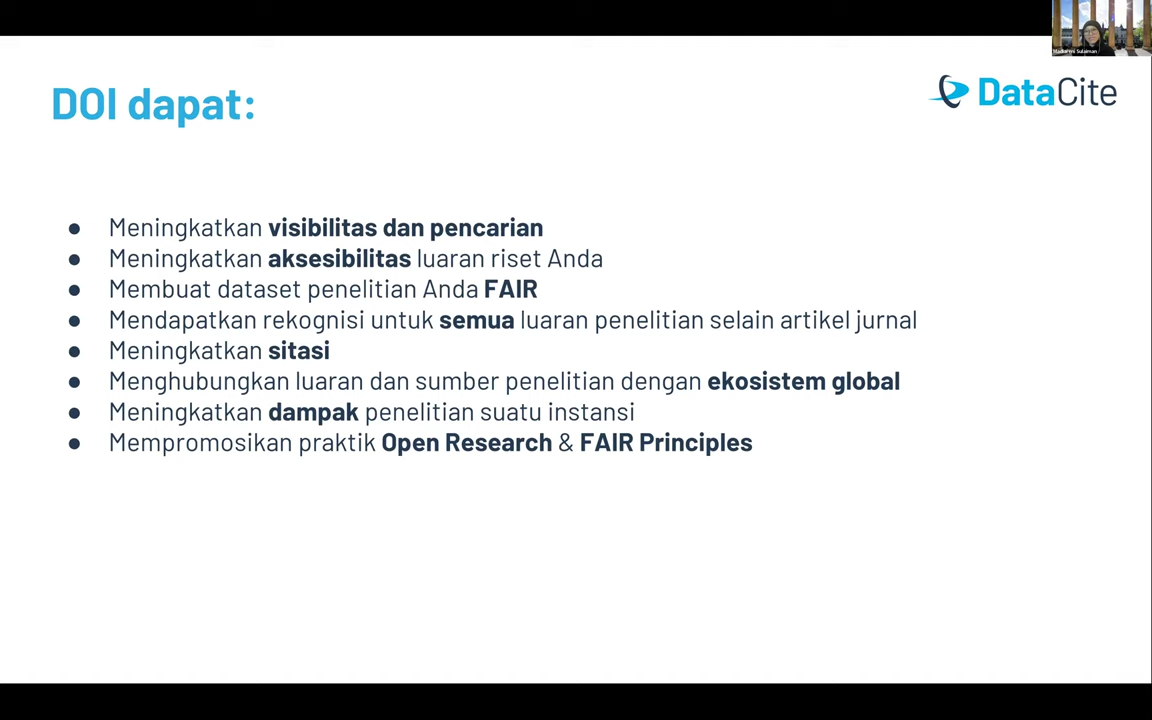 DOI dapat:
DataCite
● Meningkatkan visibilitas dan pencarian
● Meningkatkan aksesibilitas luaran riset Anda
● Membuat dataset penelitian Anda FAIR
● Mendapatkan rekognisi untuk semua luaran penelitian selain artikel jurnal
● Meningkatkan sitasi
● Menghubungkan luaran dan sumber penelitian dengan ekosistem global
● Meningkatkan dampak penelitian suatu instansi
● Mempromosikan praktik Open Research & FAIR Principles